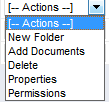 [-- Actions --]
[-- Actions --]
New Folder
Add Documents
Delete
Properties
Permissions